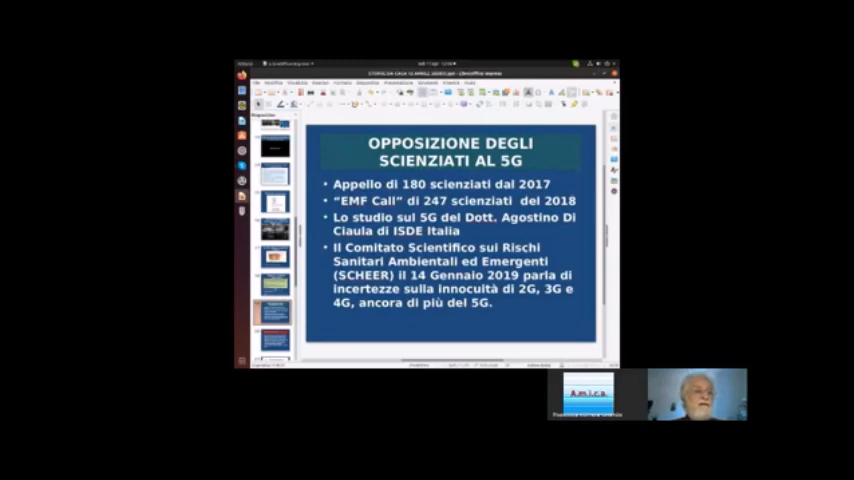 OPPOSIZIONE DEGLI
SCIENZIATI AL 5G
• Appello di 180 scienziati dal 2017
• “EMF Call” di 247 scienziati del 2018
• Lo studio sul 5G del Dott. Agostino Di
Ciaula di ISDE Italia
• Il Comitato Scientifico sui Rischi
Sanitari Ambientali ed Emergenti
(SCHEER) il 14 Gennaio 2019 parla di
incertezze sulla innocuità di 2G, 3G e
4G, ancora di più del 5G.
Amica